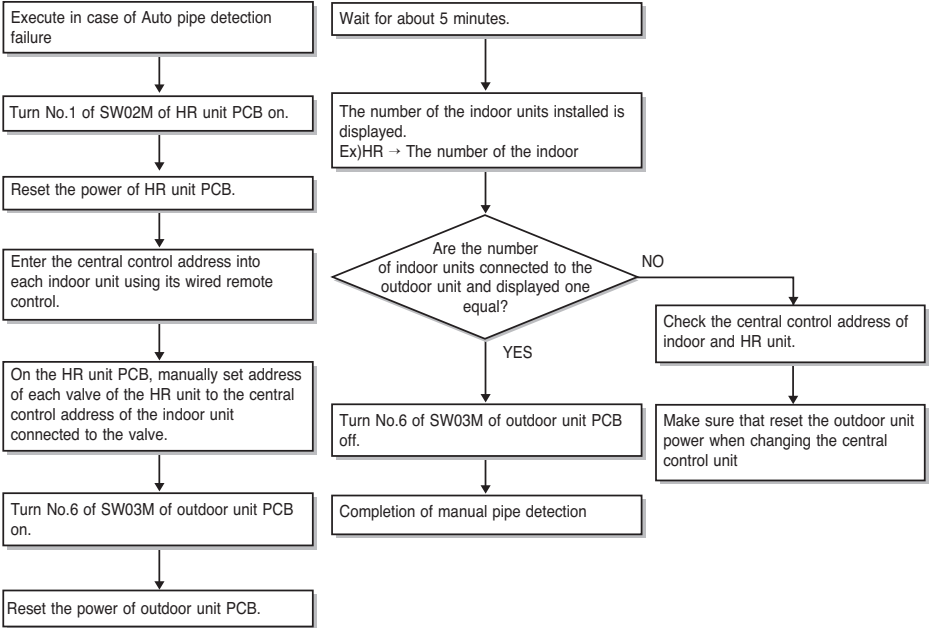 Execute in case of Auto pipe detection
failure
Turn No.1 of SW02M of HR unit PCB on.
Reset the power of HR unit PCB.
Enter the central control address into
each indoor unit using its wired remote
control.
On the HR unit PCB, manually set address
of each valve of the HR unit to the central
control address of the indoor unit
connected to the valve.
Turn No.6 of SW03M of outdoor unit PCB
on.
Reset the power of outdoor unit PCB.
Wait for about 5 minutes.
The number of the indoor units installed is
displayed.
Ex)HR → The number of the indoor
Are the number
of indoor units connected to the
outdoor unit and displayed one
equal?
YES
Turn No.6 of SW03M of outdoor unit PCB
off.
Completion of manual pipe detection
NO
Check the central control address of
indoor and HR unit.
Make sure that reset the outdoor unit
power when changing the central
control unit